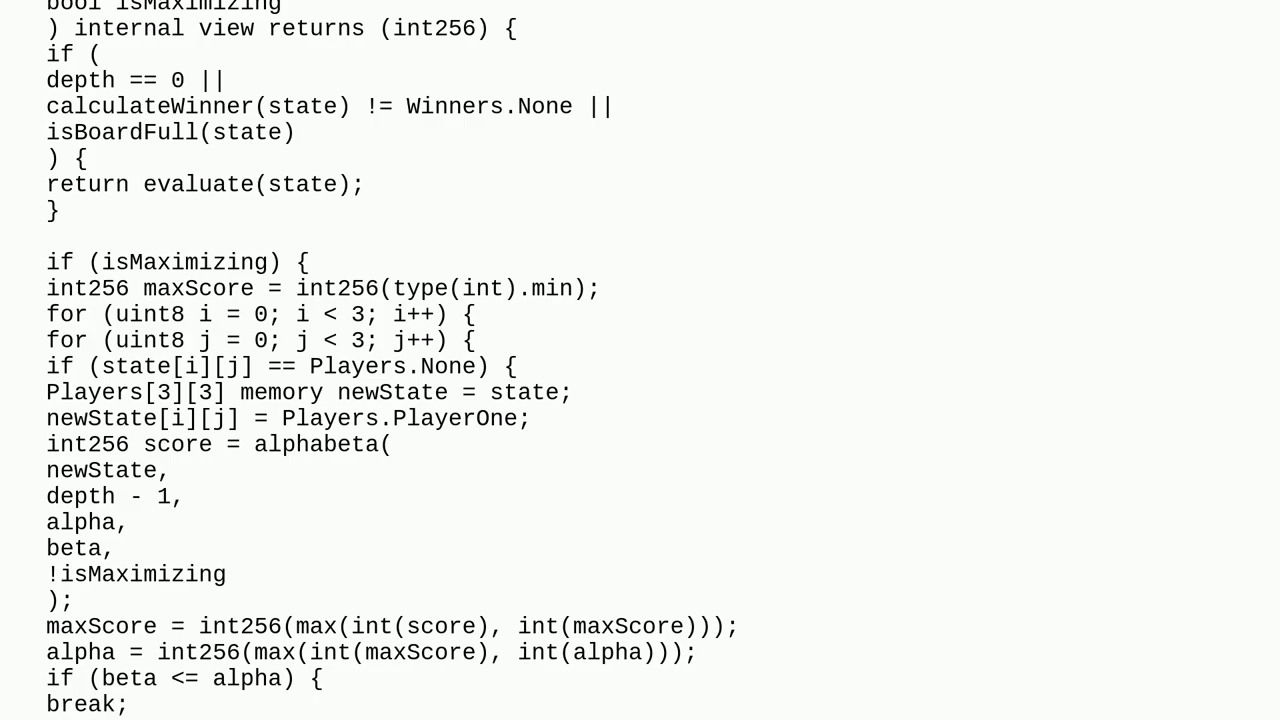 bool isMaximizing
) internal view returns (int256) {
if (
depth == 0 ||
calculateWinner(state) != Winners.None ||
isBoardFull(state)
) {
return evaluate(state);
}

if (isMaximizing) {
int256 maxScore = int256(type(int).min);
for (uint8 i = 0; i < 3; i++) {
for (uint8 j = 0; j < 3; j++) {
if (state[i][j] == Players.None) {
Players[3][3] memory newState = state;
newState[i][j] = Players.PlayerOne;
int256 score = alphabeta(
newState,
depth - 1,
alpha,
beta,
!isMaximizing
);
maxScore = int256(max(int(score), int(maxScore)));
alpha = int256(max(int(maxScore), int(alpha)));
if (beta <= alpha) {
break;